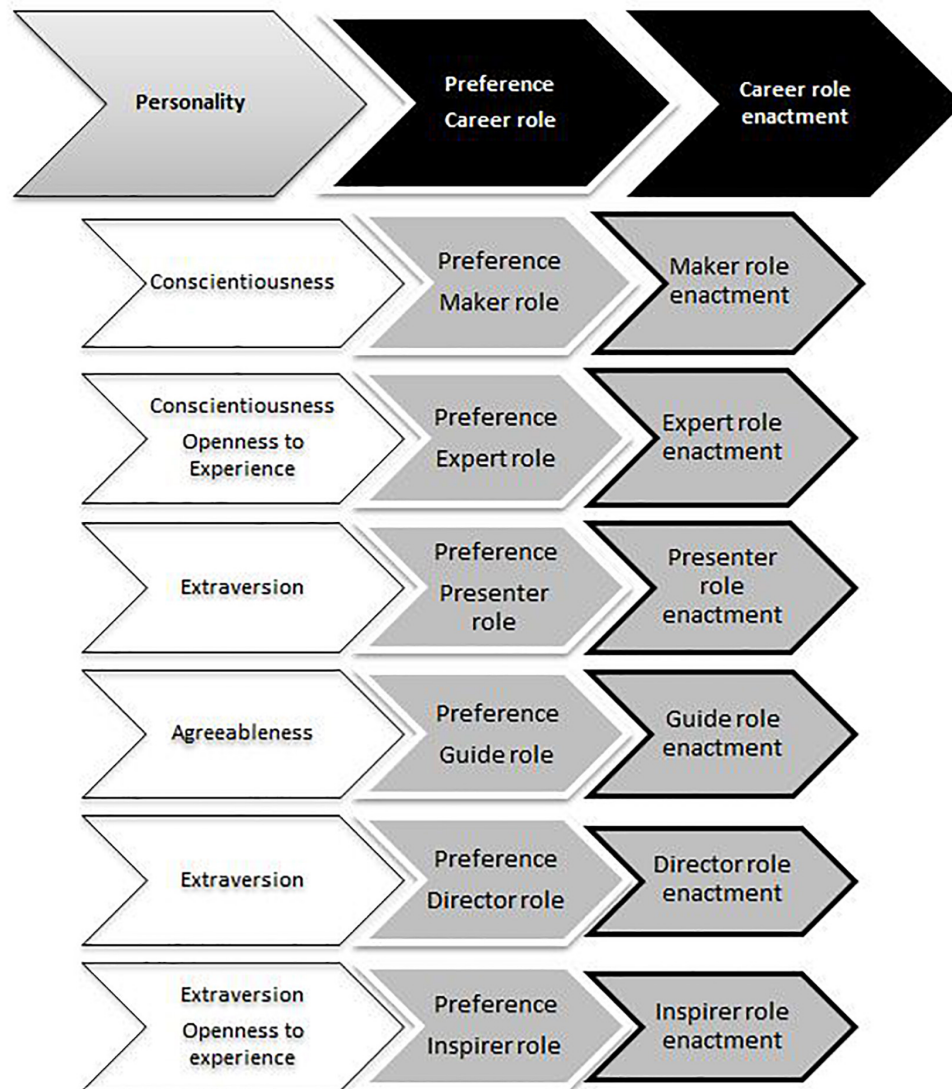 Personality
Preference
Career role
Career role
enactment
Conscientiousness
Preference
Maker role
Maker role
enactment
Conscientiousness
Openness to
Experience
Preference
Expert role
Expert role
enactment
Extraversion
Preference
Presenter
role
Presenter
role
enactment
Agreeableness
Preference
Guide role
Guide role
enactment
Extraversion
Preference
Director role
Director role
enactment
Extraversion
Openness to
experience
Preference
Inspirer role
Inspirer role
enactment